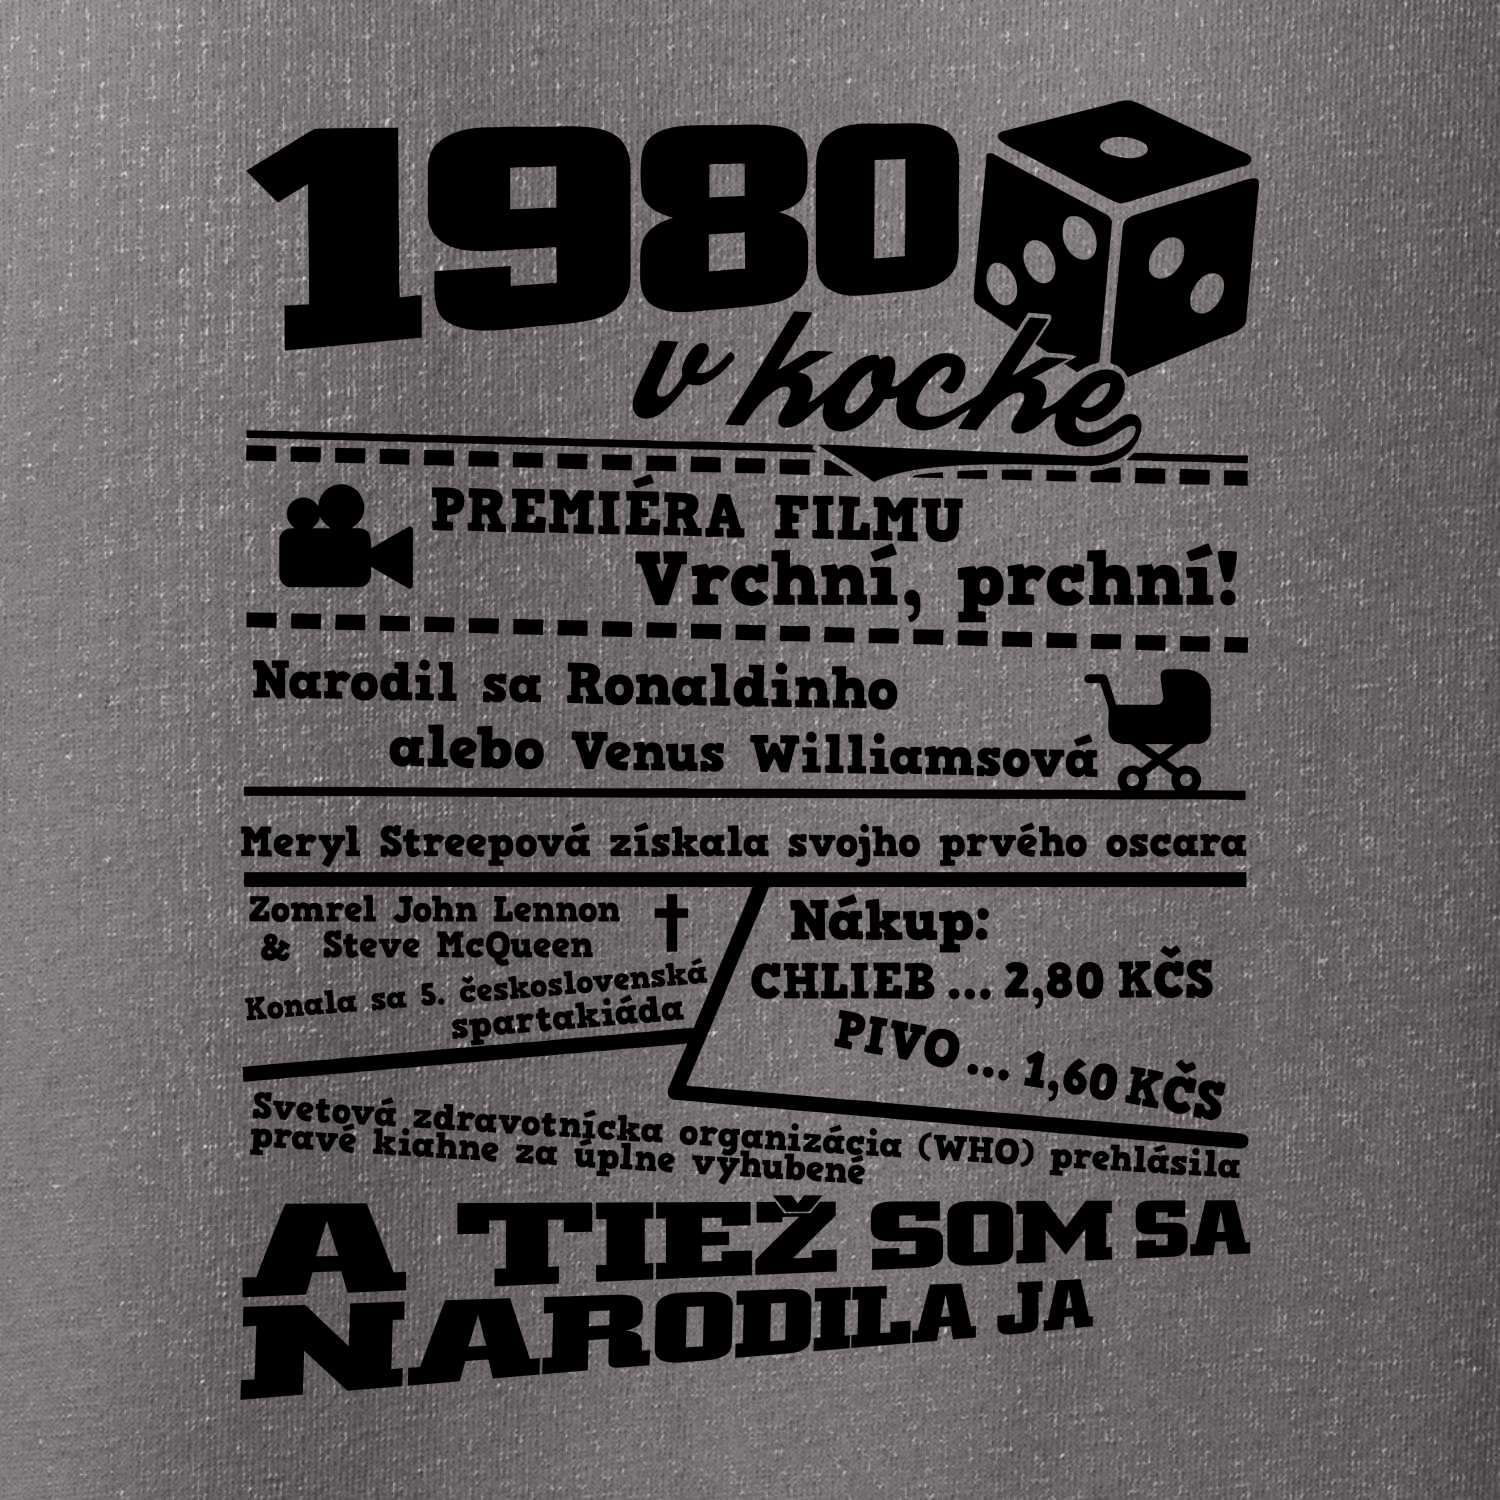 1980
v kocke
PREMIÉRA FILMU
Vrchní, prchní!
Narodil sa Ronaldinho
alebo Venus Williamsová
Meryl Streepová získala svojho prvého oscara
Zomrel John Lennon
& Steve McQueen
Konala sa 5. československá
spartakiáda
Nákup:
CHLIEB ... 2,80 KČS
PIVO ... 1,60 KČS
Svetová zdravotnícka organizácia (WHO) prehlásila
pravé kiahne za úplne vyhubené
A TIEŽ SOM SA
NARODILA JA